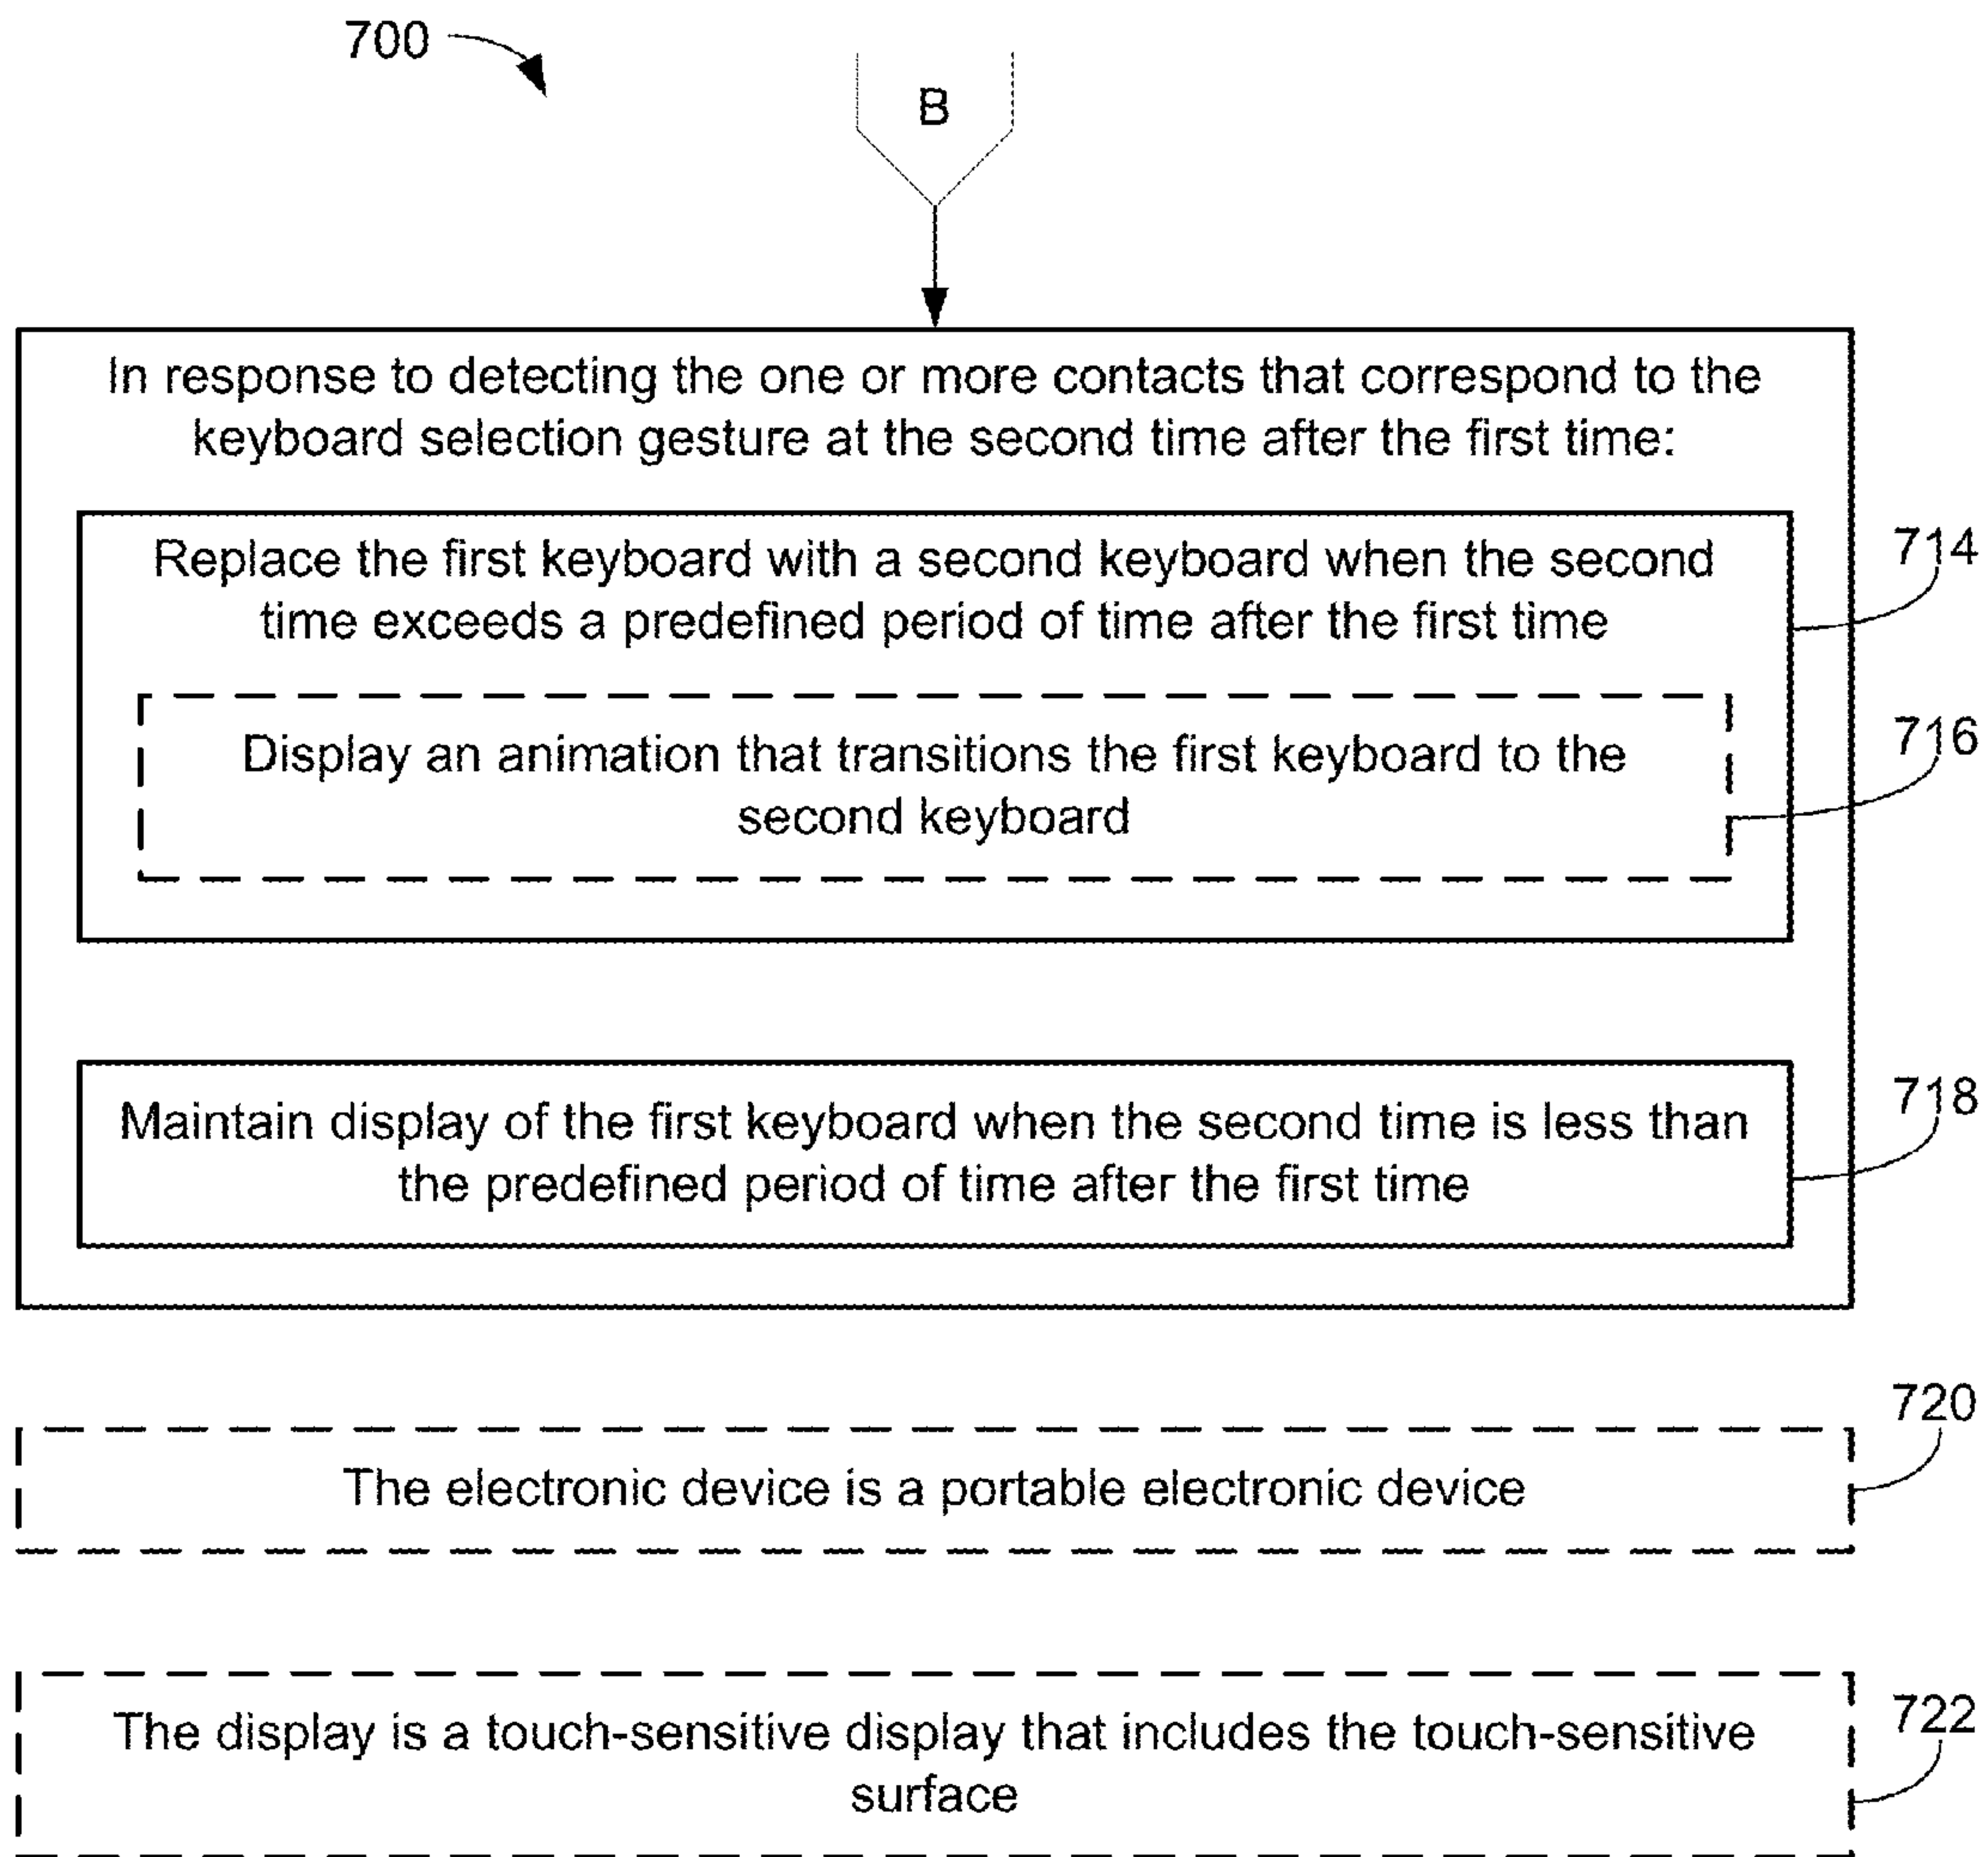 700
B
In response to detecting the one or more contacts that correspond to the
keyboard selection gesture at the second time after the first time:
Replace the first keyboard with a second keyboard when the second
time exceeds a predefined period of time after the first time
714
Display an animation that transitions the first keyboard to the
second keyboard
716
Maintain display of the first keyboard when the second time is less than
the predefined period of time after the first time
718
The electronic device is a portable electronic device
720
The display is a touch-sensitive display that includes the touch-sensitive
surface
722